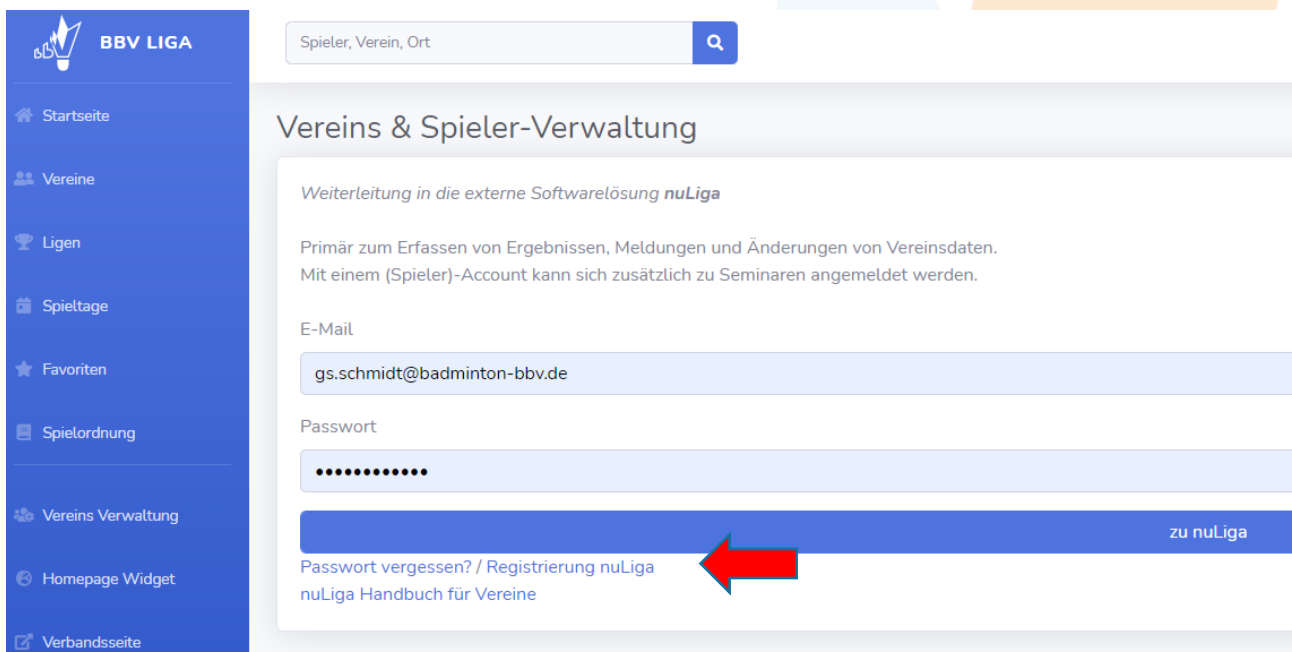 BBV LIGA
Spieler, Verein, Ort
Startseite
Vereine
Ligen
Spieltage
Favoriten
Spielordnung
Vereins Verwaltung
Homepage Widget
Verbandsseite
Vereins & Spieler-Verwaltung
Weiterleitung in die externe Softwarelösung nuLiga
Primär zum Erfassen von Ergebnissen, Meldungen und Änderungen von Vereinsdaten.
Mit einem (Spieler)-Account kann sich zusätzlich zu Seminaren angemeldet werden.
E-Mail
gs.schmidt@badminton-bbv.de
Passwort
••••••••••••
zu nuLiga
Passwort vergessen? / Registrierung nuLiga
nuLiga Handbuch für Vereine